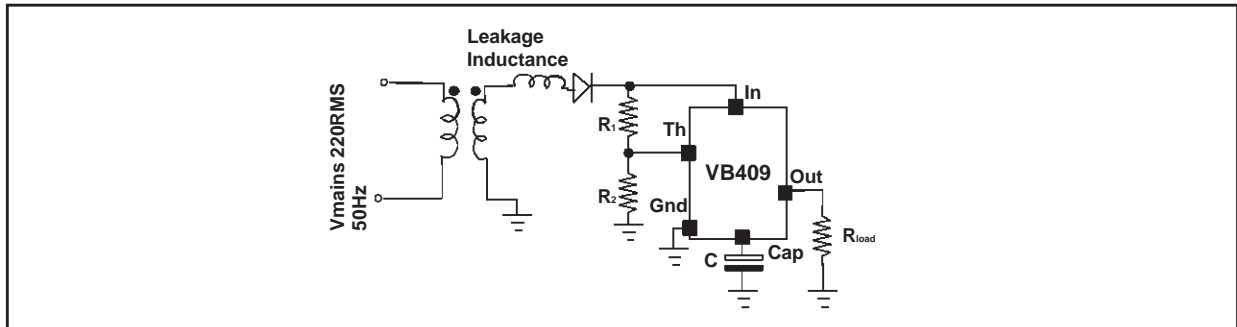 Leakage
Inductance
In
R1
Th
Vmains 220RMS
50Hz
VB409
Out
R2
Gnd
Rload
C
Cap